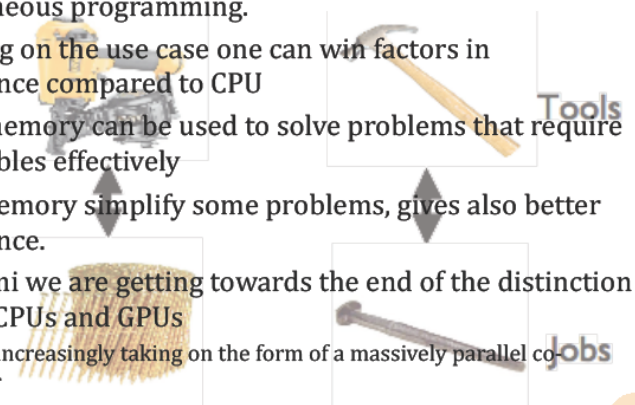 neous programming.
g on the use case one can win factors in
nce compared to CPU
Tools
emory can be used to solve problems that require
bles effectively
emory simplify some problems, gives also better
nce.
ni we are getting towards the end of the distinction
CPUs and GPUs
increasingly taking on the form of a massively parallel co-
Jobs